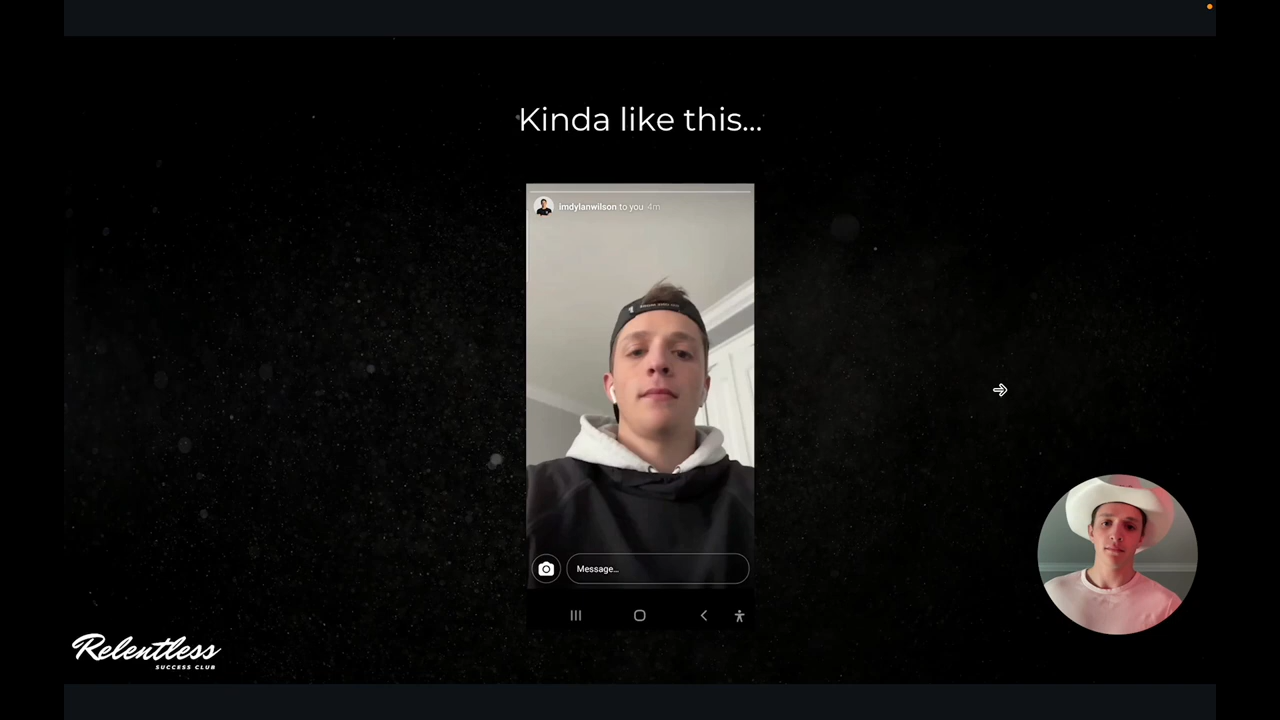 Kinda like this...
imdylanwilson to you 4m
Message...
Relentless
SUCCESS CLUB